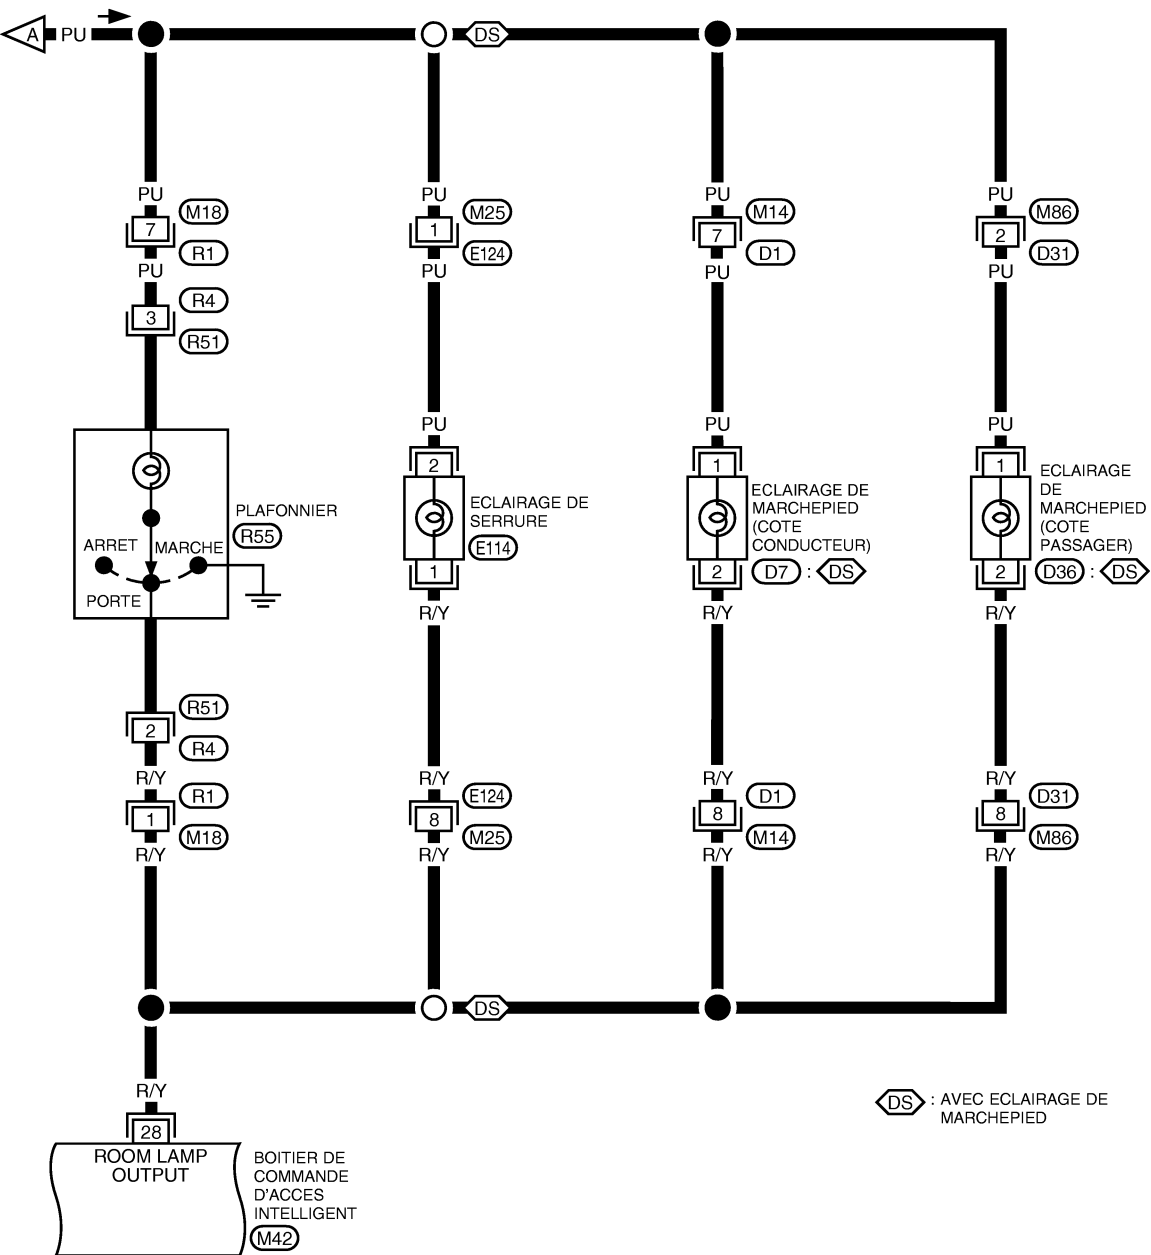 A PU DS
PU PU PU PU
7 M18 R1
1 M25 E124
7 M14 D1
2 M86 D31
PU PU PU PU
3 R4 R51
PU PU PU
2 1 1
PLAFONNIER
R55
ARRET MARCHE
PORTE
ECLAIRAGE DE
SERRURE
E114
1
ECLAIRAGE DE
MARCHEPIED
(COTE
CONDUCTEUR)
2 D7 : DS
ECLAIRAGE
DE
MARCHEPIED
(COTE
PASSAGER)
2 D36 : DS
R/Y R/Y R/Y
2 R51 R4
R/Y R/Y R/Y R/Y
1 R1 M18
8 E124 M25
8 D1 M14
8 D31 M86
R/Y R/Y R/Y R/Y
DS
R/Y
28
ROOM LAMP
OUTPUT
BOITIER DE
COMMANDE
D'ACCES
INTELLIGENT
M42
DS : AVEC ECLAIRAGE DE
MARCHEPIED